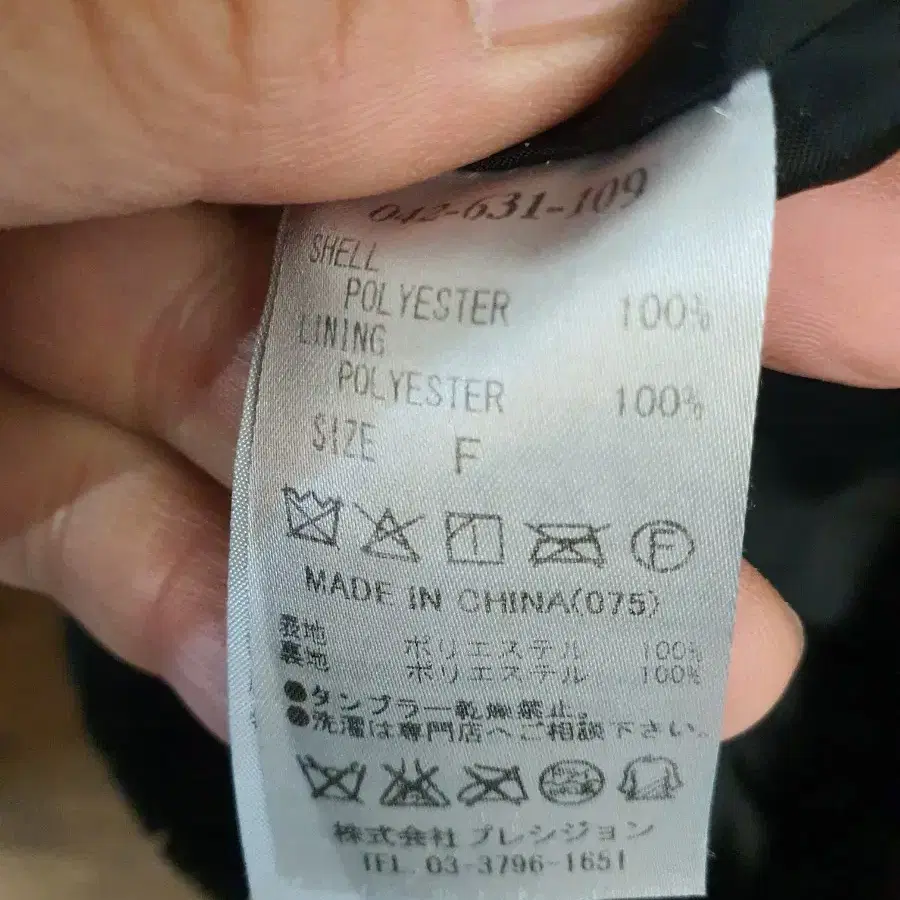 042-631-109
SHELL
POLYESTER 100%
LINING
POLYESTER 100%
SIZE F
F
MADE IN CHINA(075)
表地 ポリエステル 100%
裏地 ポリエステル 100%
●タンブラー乾燥禁止。
●洗濯は専門店へご相談下さい。
株式会社 プレシジョン
TEL.03-3796-1651